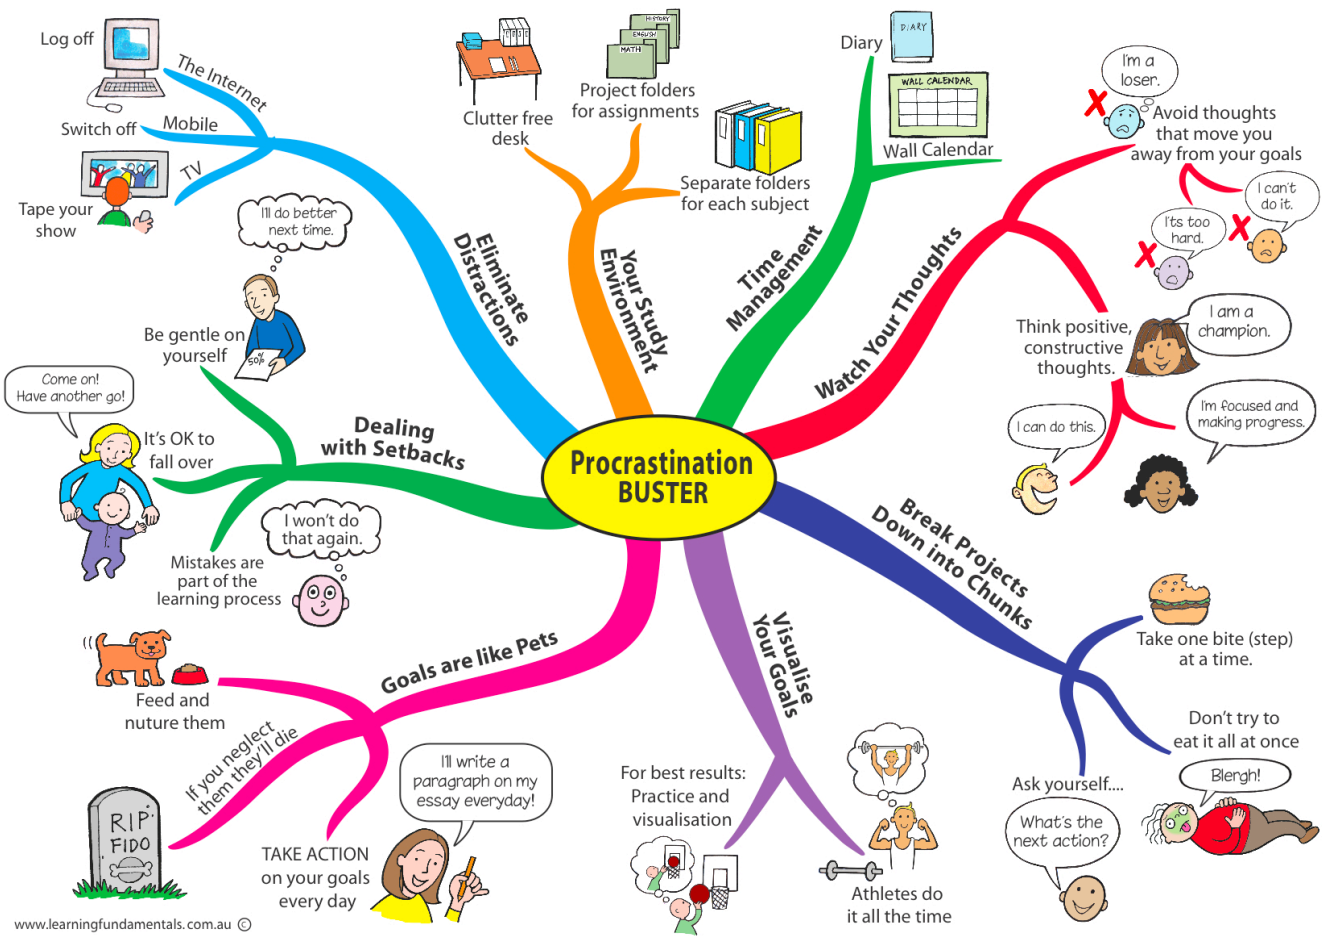 Procrastination
BUSTER
Eliminate
Distractions
The Internet
Log off
Mobile
Switch off
TV
Tape your
show
Your Study
Environment
Clutter free
desk
Project folders
for assignments
HISTORY
ENGLISH
MATH
Separate folders
for each subject
Time
Management
Diary
DIARY
WALL CALENDAR
Wall Calendar
Watch Your Thoughts
I'm a
loser.
Avoid thoughts
that move you
away from your goals
I can't
do it.
I'ts too
hard.
Think positive,
constructive
thoughts.
I am a
champion.
I can do this.
I'm focused and
making progress.
Break Projects
Down into Chunks
Take one bite (step)
at a time.
Don't try to
eat it all at once
Blergh!
Ask yourself....
What's the
next action?
Visualise
Your Goals
For best results:
Practice and
visualisation
Athletes do
it all the time
Goals are like Pets
Feed and
nuture them
If you neglect
them they'll die
RIP
FIDO
TAKE ACTION
on your goals
every day
I'll write a
paragraph on my
essay everyday!
Dealing
with Setbacks
I'll do better
next time.
Be gentle on
yourself
50%
Come on!
Have another go!
It's OK to
fall over
Mistakes are
part of the
learning process
I won't do
that again.
www.learningfundamentals.com.au ©